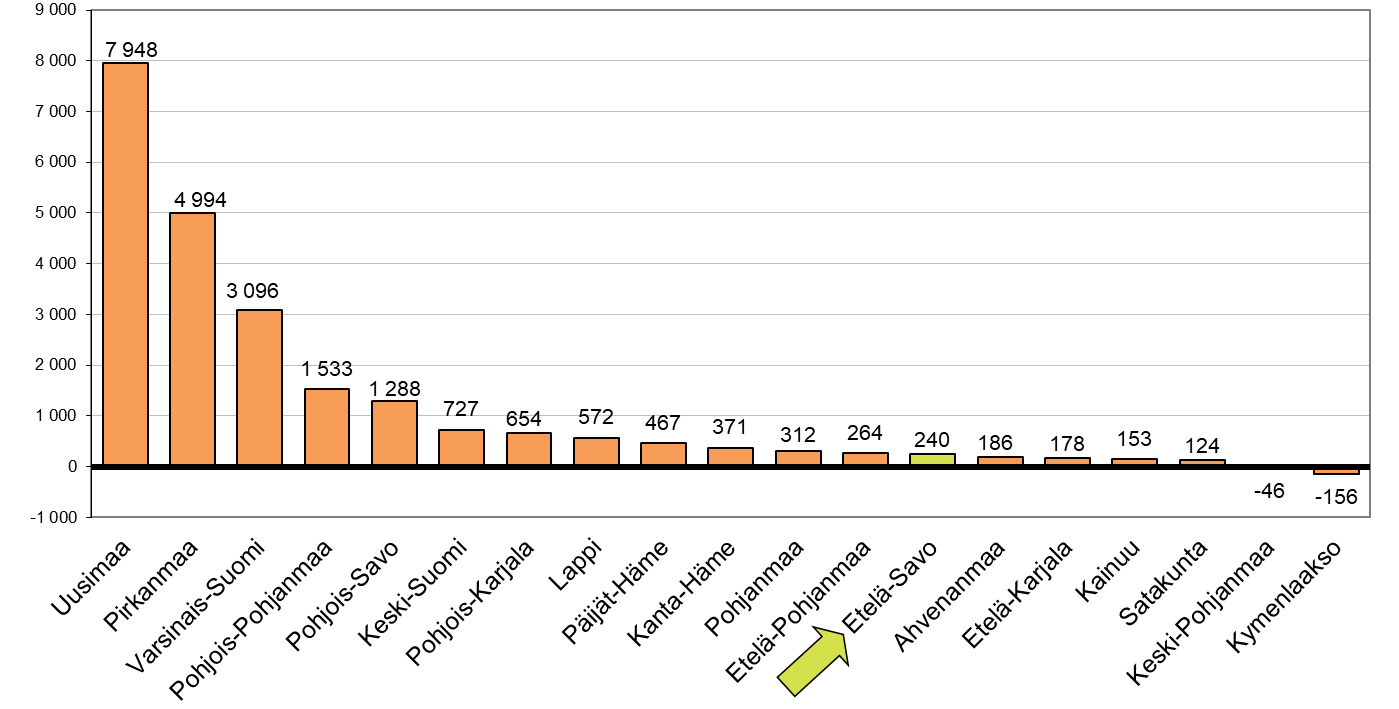 9 000
8 000
7 000
6 000
5 000
4 000
3 000
2 000
1 000
0
-1 000
7 948
4 994
3 096
1 533
1 288
727
654
572
467
371
312
264
240
186
178
153
124
-46
-156
Uusimaa
Pirkanmaa
Varsinais-Suomi
Pohjois-Pohjanmaa
Pohjois-Savo
Keski-Suomi
Pohjois-Karjala
Lappi
Päijät-Häme
Kanta-Häme
Pohjanmaa
Etelä-Pohjanmaa
Etelä-Savo
Ahvenanmaa
Etelä-Karjala
Kainuu
Satakunta
Keski-Pohjanmaa
Kymenlaakso